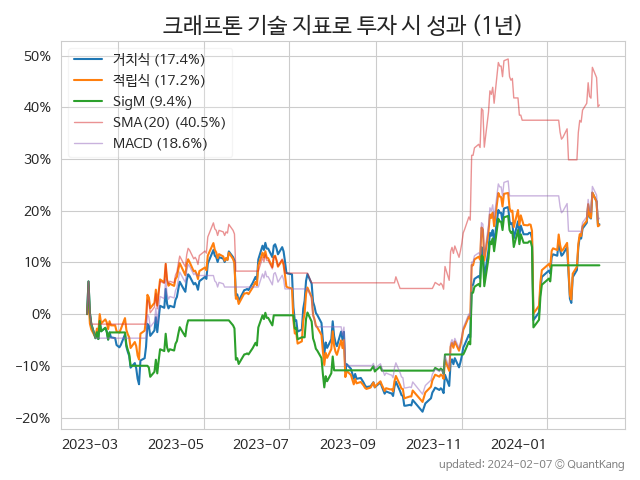 크래프톤 기술 지표로 투자 시 성과 (1년)
거치식 (17.4%)
적립식 (17.2%)
SigM (9.4%)
SMA(20) (40.5%)
MACD (18.6%)
50%
40%
30%
20%
10%
0%
−10%
−20%
2023-03 2023-05 2023-07 2023-09 2023-11 2024-01
updated: 2024-02-07 © QuantKang